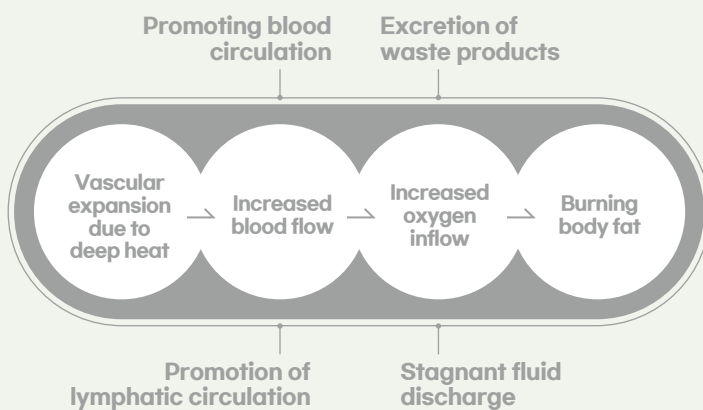 Promoting blood
circulation
Excretion of
waste products
Vascular
expansion
due to
deep heat
Increased
blood flow
Increased
oxygen
inflow
Burning
body fat
Promotion of
lymphatic circulation
Stagnant fluid
discharge